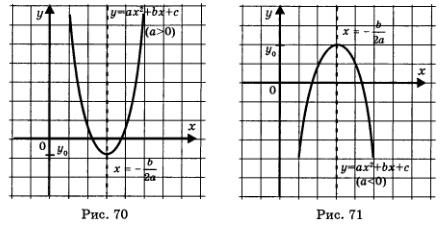 y
y=ax²+bx+c
(a>0)
x
0
y₀
x = -b/2a
Рис. 70
y
x = -b/2a
y₀
x
0
y=ax²+bx+c
(a<0)
Рис. 71